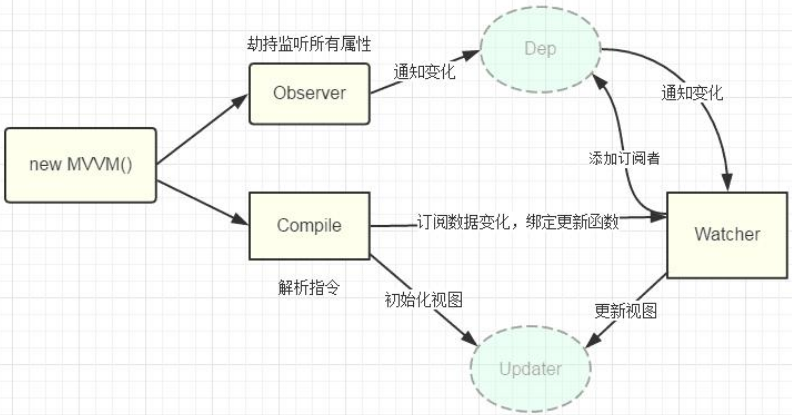 劫持监听所有属性
Dep
Observer
通知变化
通知变化
new MVVM()
添加订阅者
Compile
订阅数据变化，绑定更新函数
Watcher
解析指令
初始化视图
更新视图
Updater